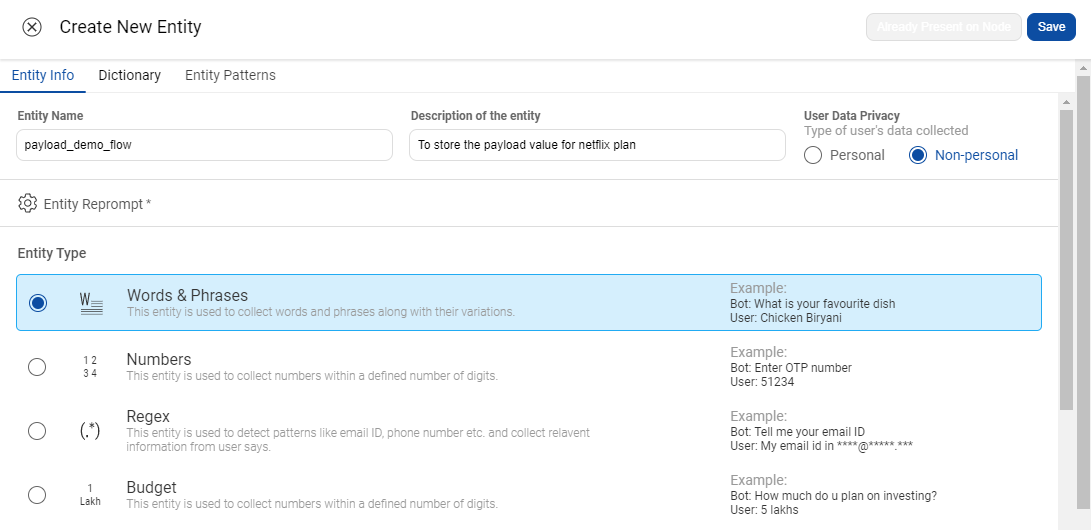 Create New Entity
Already Present on Node
Save
Entity Info
Dictionary
Entity Patterns
Entity Name
Description of the entity
User Data Privacy
Type of user's data collected
payload_demo_flow
To store the payload value for netflix plan
Personal
Non-personal
Entity Reprompt *
Entity Type
W
Words & Phrases
This entity is used to collect words and phrases along with their variations.
Example:
Bot: What is your favourite dish
User: Chicken Biryani
1 2
3 4
Numbers
This entity is used to collect numbers within a defined number of digits.
Example:
Bot: Enter OTP number
User: 51234
(.*)
Regex
This entity is used to detect patterns like email ID, phone number etc. and collect relavent
information from user says.
Example:
Bot: Tell me your email ID
User: My email id in ****@*****.***
1
Lakh
Budget
This entity is used to collect numbers within a defined number of digits.
Example:
Bot: How much do u plan on investing?
User: 5 lakhs